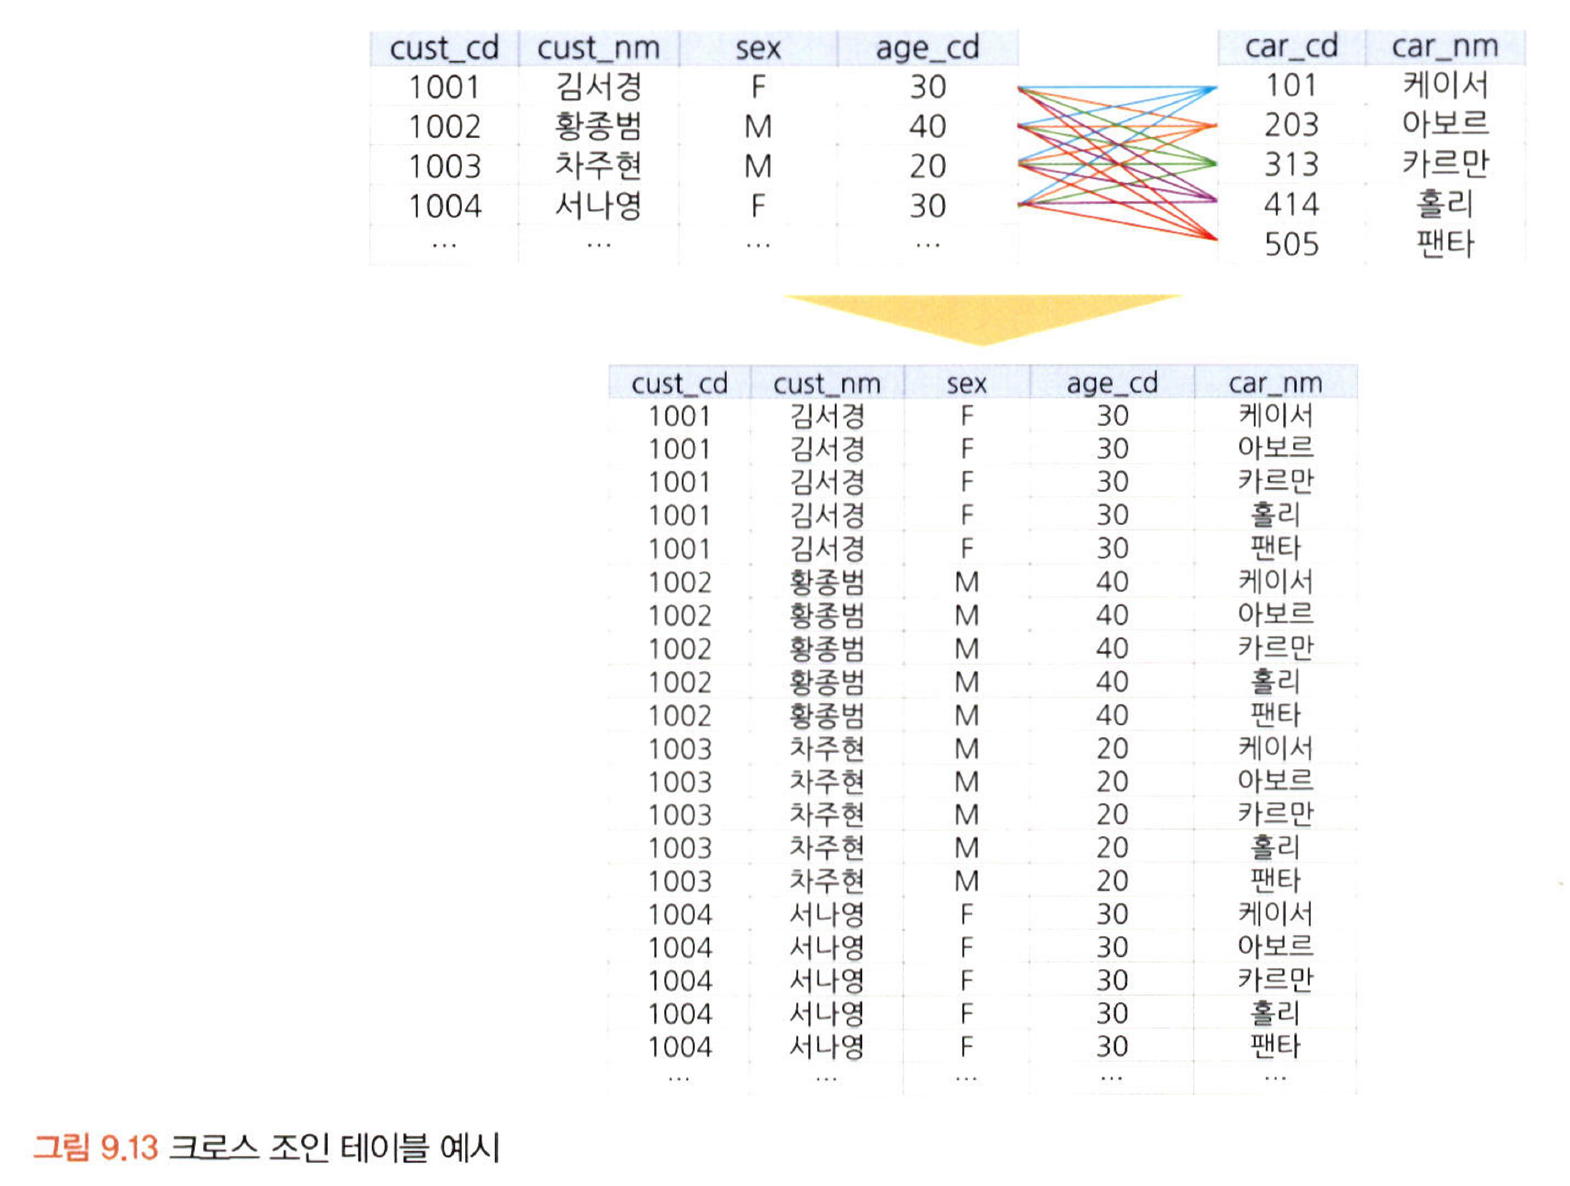 cust_cd cust_nm sex age_cd
1001 김서경 F 30
1002 황종범 M 40
1003 차주현 M 20
1004 서나영 F 30
… … … …
car_cd car_nm
101 케이서
203 아보르
313 카르만
414 홀리
505 팬타
cust_cd cust_nm sex age_cd car_nm
1001 김서경 F 30 케이서
1001 김서경 F 30 아보르
1001 김서경 F 30 카르만
1001 김서경 F 30 홀리
1001 김서경 F 30 팬타
1002 황종범 M 40 케이서
1002 황종범 M 40 아보르
1002 황종범 M 40 카르만
1002 황종범 M 40 홀리
1002 황종범 M 40 팬타
1003 차주현 M 20 케이서
1003 차주현 M 20 아보르
1003 차주현 M 20 카르만
1003 차주현 M 20 홀리
1003 차주현 M 20 팬타
1004 서나영 F 30 케이서
1004 서나영 F 30 아보르
1004 서나영 F 30 카르만
1004 서나영 F 30 홀리
1004 서나영 F 30 팬타
… … … … …
그림 9.13 크로스 조인 테이블 예시